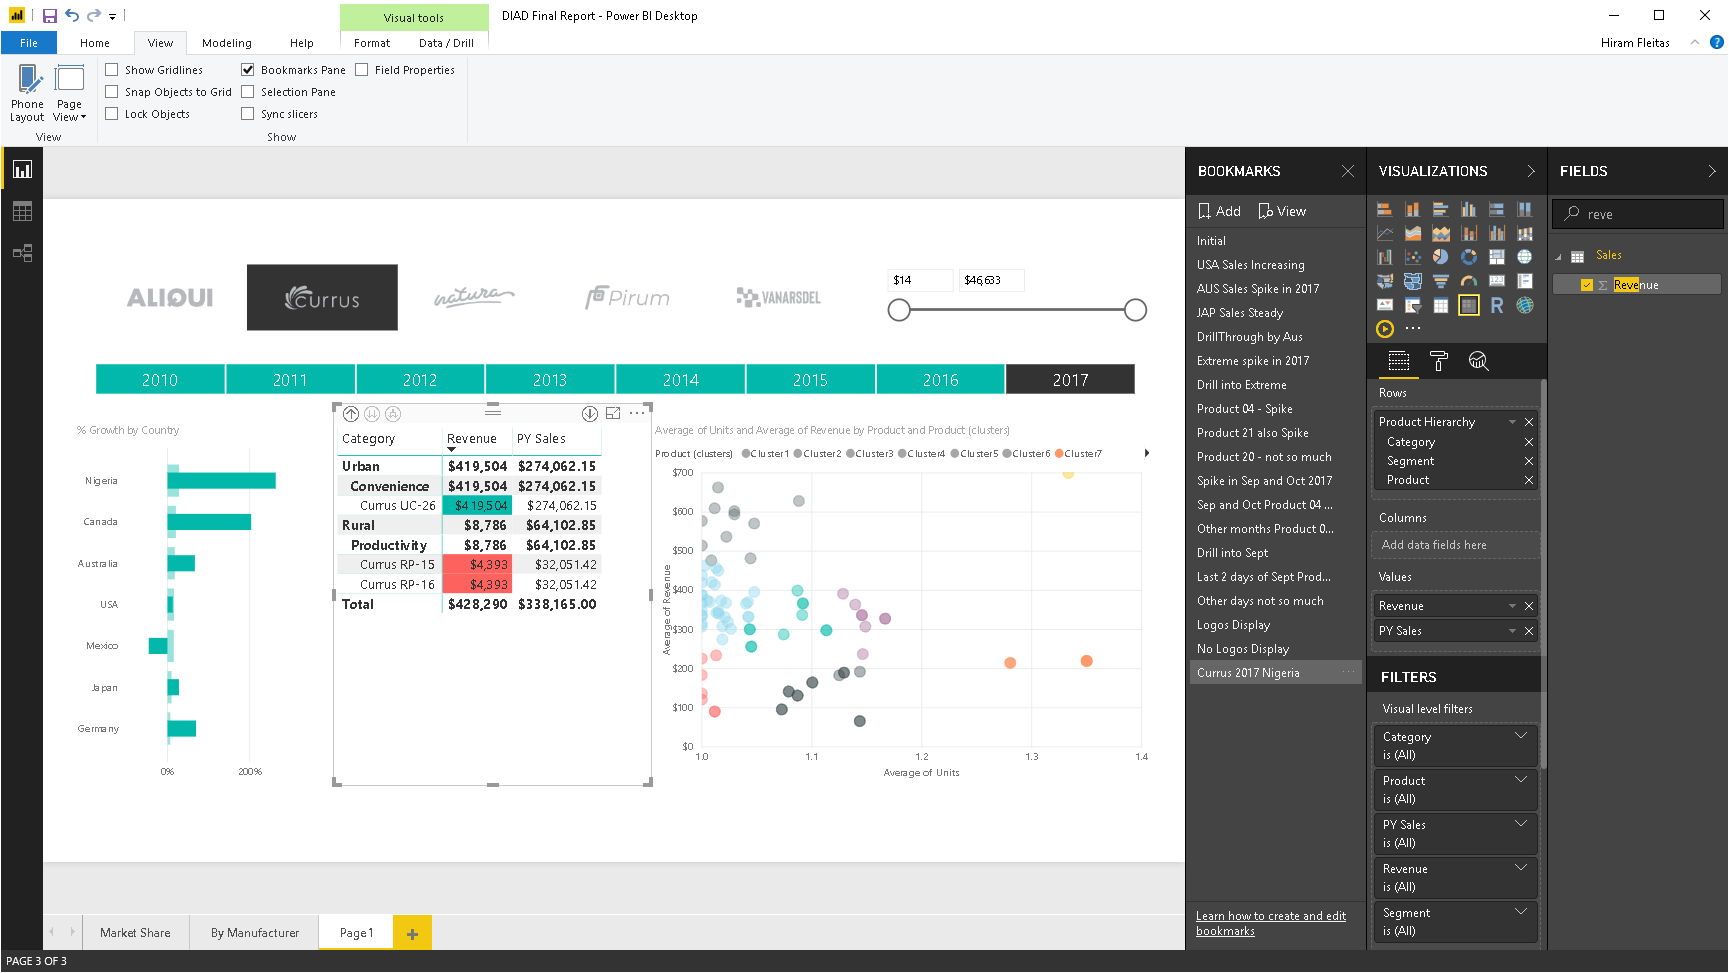 Visual tools
DIAD Final Report - Power BI Desktop
File
Home
View
Modeling
Help
Format
Data / Drill
Hiram Fleitas
Phone Layout
Page View
Show Gridlines
Snap Objects to Grid
Lock Objects
Bookmarks Pane
Selection Pane
Sync slicers
Field Properties
View
Show
ALIQUI
Currus
natura
Pirum
VANARSDEL
$14
$46,633
2010 2011 2012 2013 2014 2015 2016 2017
% Growth by Country
Nigeria
Canada
Australia
USA
Mexico
Japan
Germany
0% 200%
Category Revenue PY Sales
Urban $419,504 $274,062.15
Convenience $419,504 $274,062.15
Currus UC-26 $419,504 $274,062.15
Rural $8,786 $64,102.85
Productivity $8,786 $64,102.85
Currus RP-15 $4,393 $32,051.42
Currus RP-16 $4,393 $32,051.42
Total $428,290 $338,165.00
Average of Units and Average of Revenue by Product and Product (clusters)
Product (clusters) Cluster1 Cluster2 Cluster3 Cluster4 Cluster5 Cluster6 Cluster7
Average of Revenue
$700
$600
$500
$400
$300
$200
$100
$0
1.0 1.1 1.2 1.3 1.4
Average of Units
BOOKMARKS
Add View
Initial
USA Sales Increasing
AUS Sales Spike in 2017
JAP Sales Steady
DrillThrough by Aus
Extreme spike in 2017
Drill into Extreme
Product 04 - Spike
Product 21 also Spike
Product 20 - not so much
Spike in Sep and Oct 2017
Sep and Oct Product 04 ...
Other months Product 0...
Drill into Sept
Last 2 days of Sept Prod...
Other days not so much
Logos Display
No Logos Display
Currus 2017 Nigeria
Learn how to create and edit
bookmarks
VISUALIZATIONS
R
Rows
Product Hierarchy
Category
Segment
Product
Columns
Add data fields here
Values
Revenue
PY Sales
FILTERS
Visual level filters
Category
is (All)
Product
is (All)
PY Sales
is (All)
Revenue
is (All)
Segment
is (All)
FIELDS
reve
Sales
Σ Revenue
Market Share
By Manufacturer
Page1
PAGE 3 OF 3